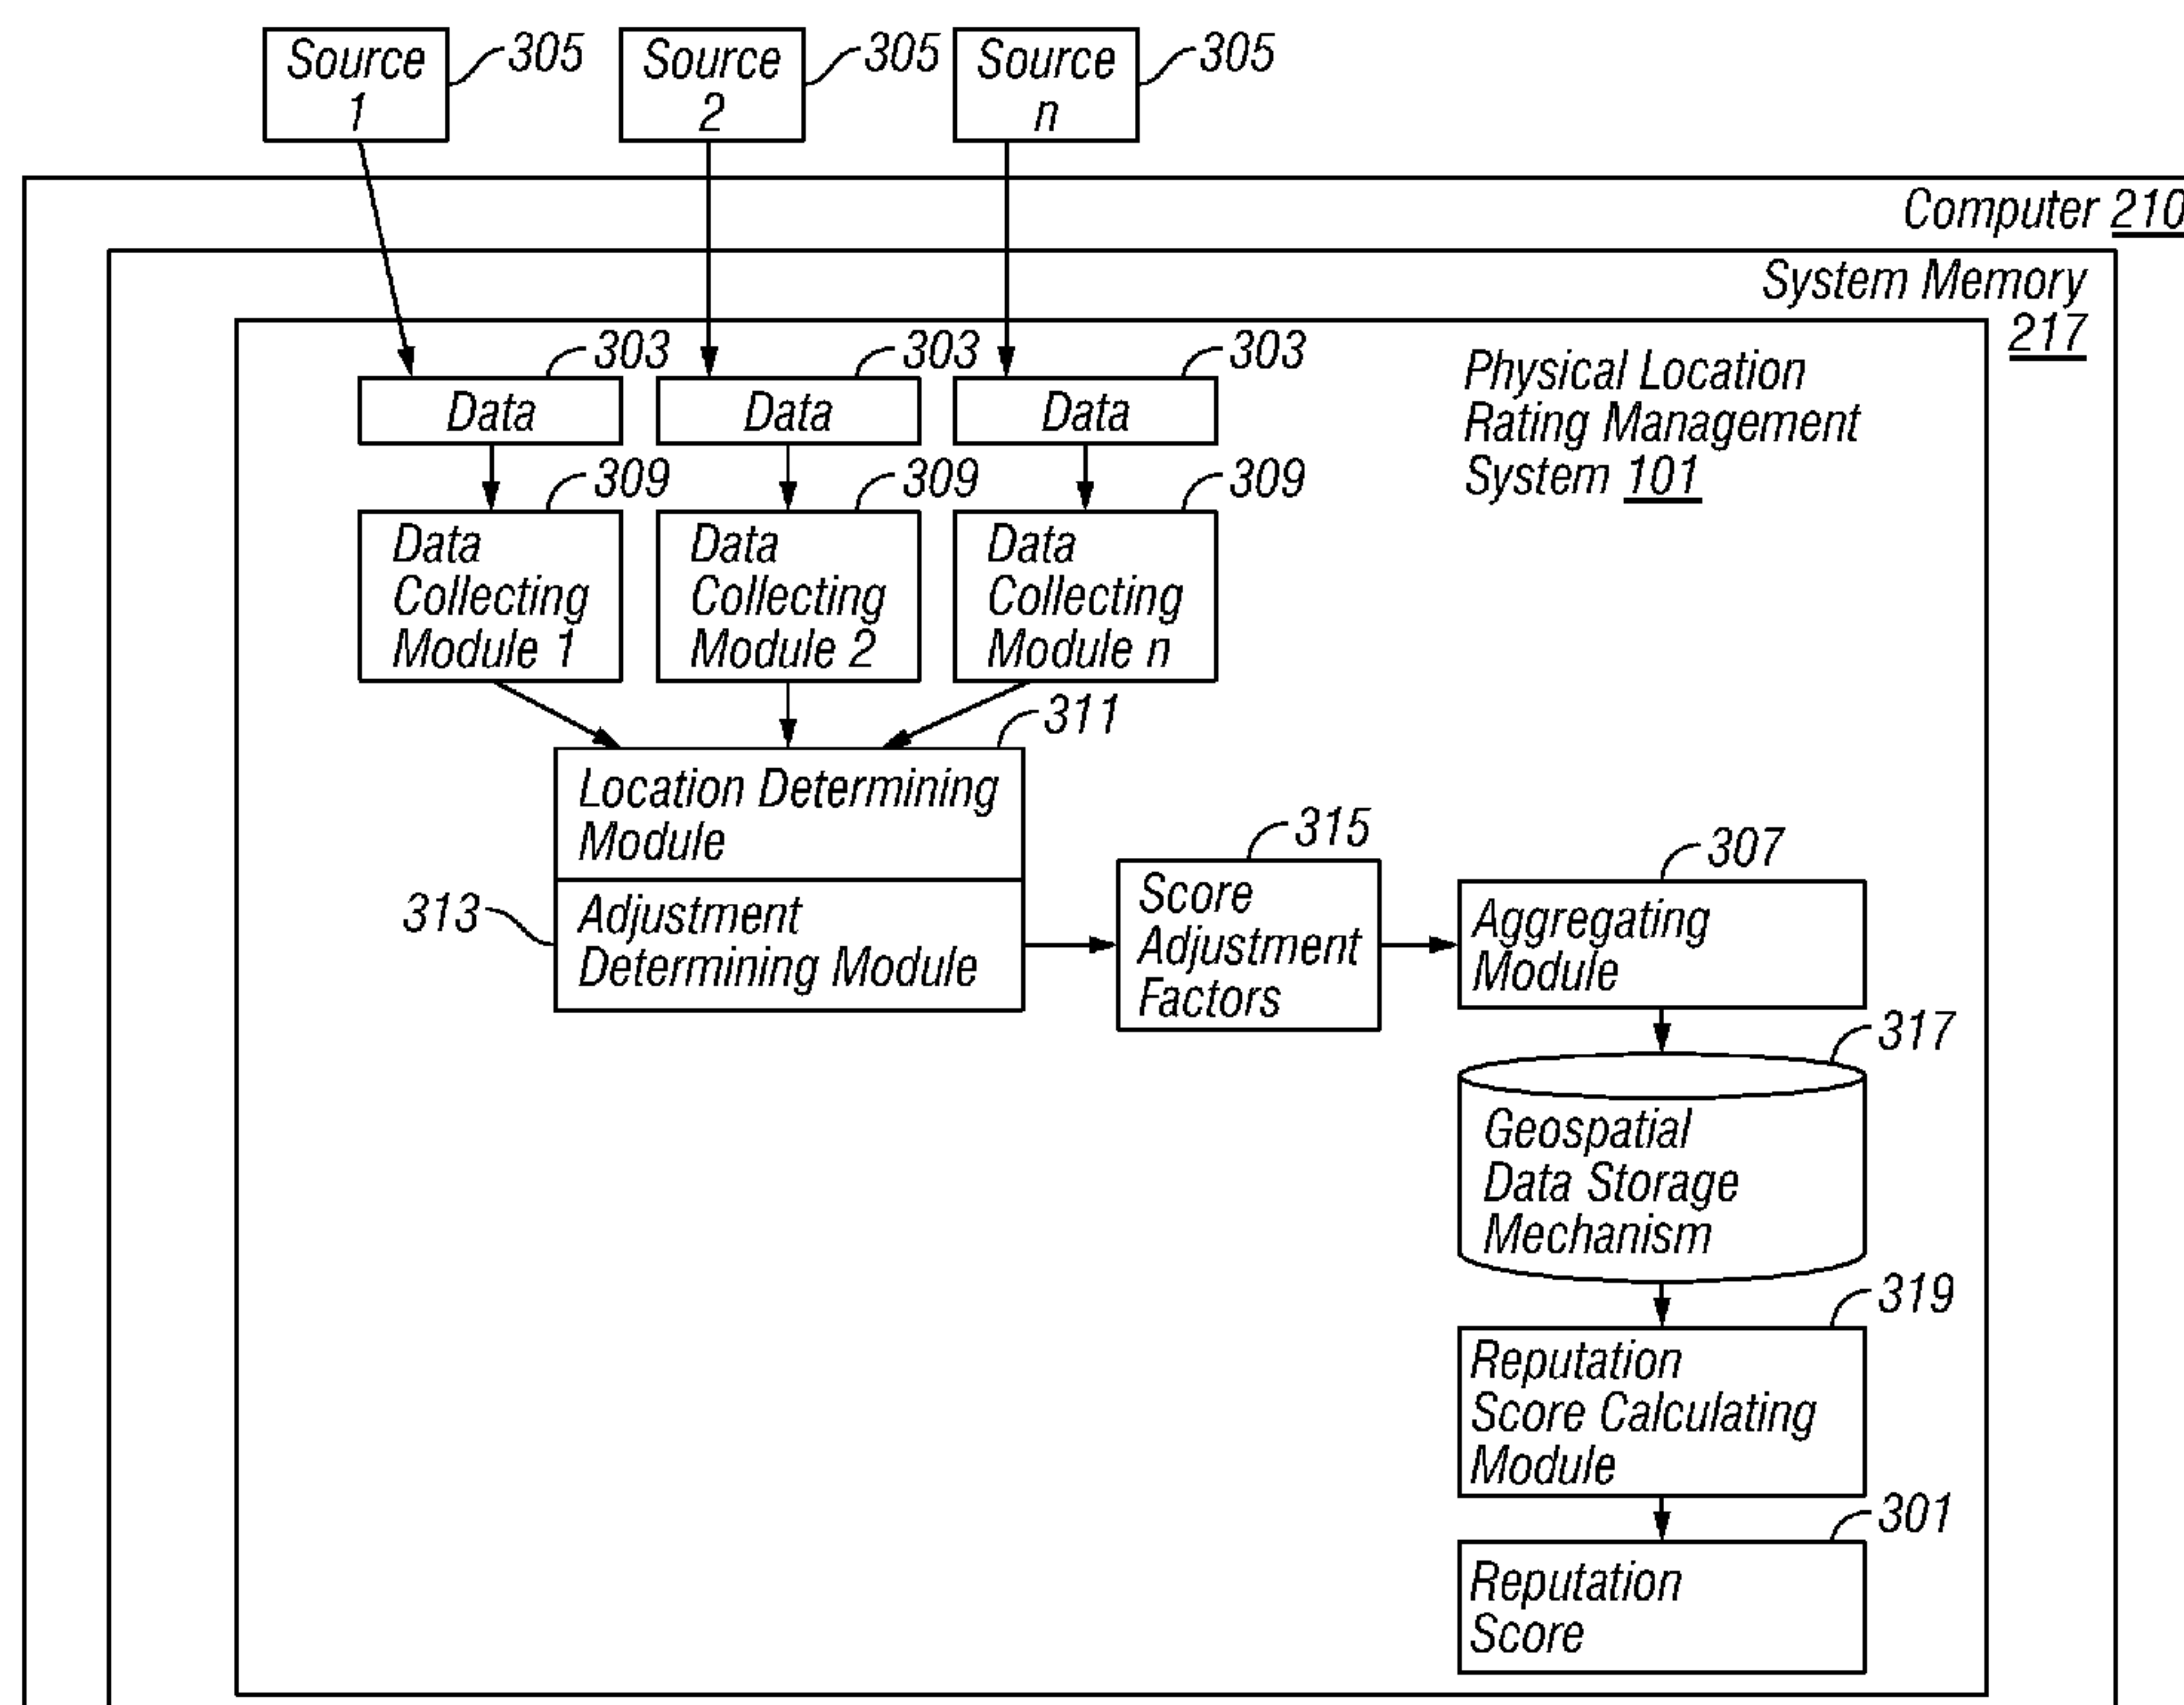 Source
1
305
Source
2
305
Source
n
305
Computer 210
System Memory
217
Physical Location
Rating Management
System 101
303
Data
303
Data
303
Data
309
Data
Collecting
Module 1
309
Data
Collecting
Module 2
309
Data
Collecting
Module n
311
Location Determining
Module
313
Adjustment
Determining Module
315
Score
Adjustment
Factors
307
Aggregating
Module
317
Geospatial
Data Storage
Mechanism
319
Reputation
Score Calculating
Module
301
Reputation
Score